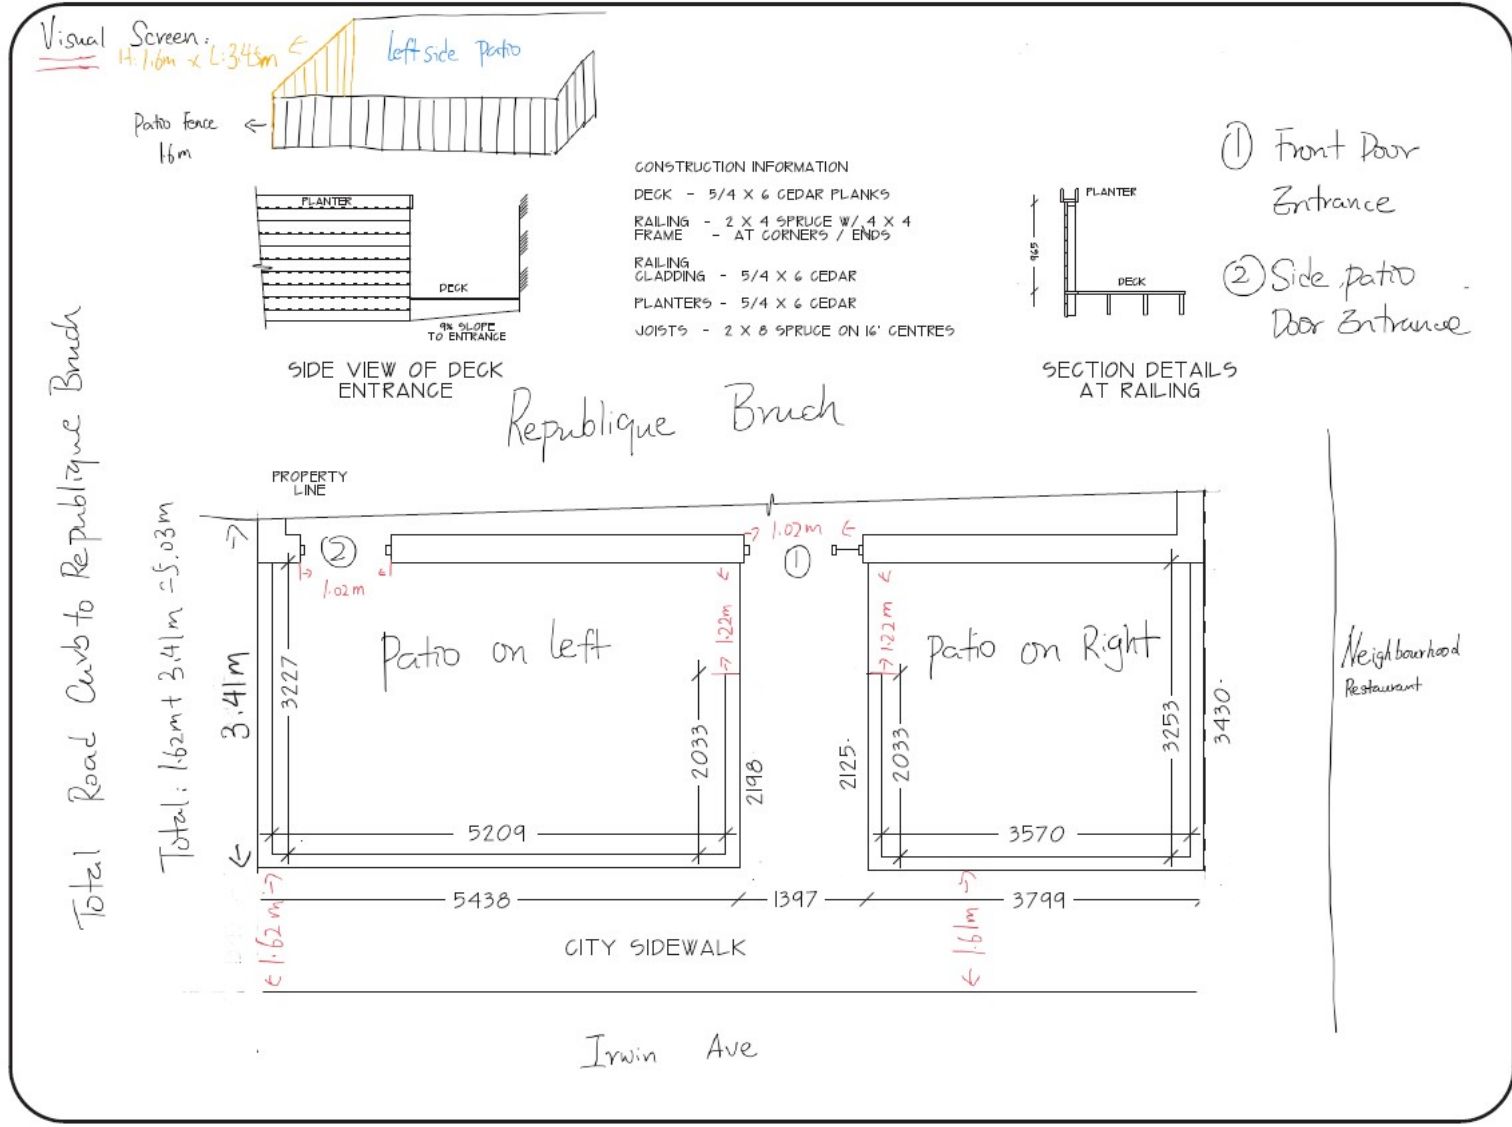 Visual Screen:
H:1.6m x L:3.45m
left side patio
Patio Fence
1.6m
PLANTER
DECK
9% SLOPE
TO ENTRANCE
SIDE VIEW OF DECK
ENTRANCE
CONSTRUCTION INFORMATION
DECK - 5/4 X 6 CEDAR PLANKS
RAILING - 2 X 4 SPRUCE W/ 4 X 4
FRAME - AT CORNERS / ENDS
RAILING
CLADDING - 5/4 X 6 CEDAR
PLANTERS - 5/4 X 6 CEDAR
JOISTS - 2 X 8 SPRUCE ON 16' CENTRES
PLANTER
965
DECK
SECTION DETAILS
AT RAILING
① Front Door
Entrance
② Side patio
Door Entrance
Republique Bruch
Total Road Curb to Republique Bruch
Total: 1.62m + 3.41m = 5.03m
PROPERTY
LINE
②
1.02m
1.02m
①
3.41m
3227
Patio on left
1.22m
2033
2198
5209
2125
1.22m
2033
Patio on Right
3253
3430
3570
5438
1397
3799
1.62m
1.61m
CITY SIDEWALK
Irwin Ave
Neighbourhood
Restaurant